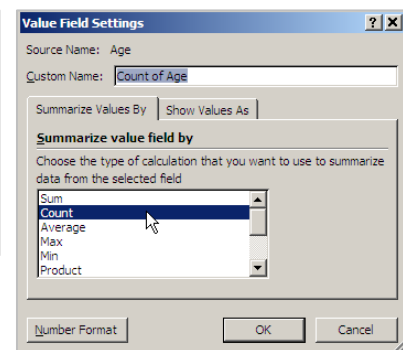 Value Field Settings
Source Name: Age
Custom Name: Count of Age
Summarize Values By Show Values As
Summarize value field by
Choose the type of calculation that you want to use to summarize
data from the selected field
Sum
Count
Average
Max
Min
Product
Number Format OK Cancel